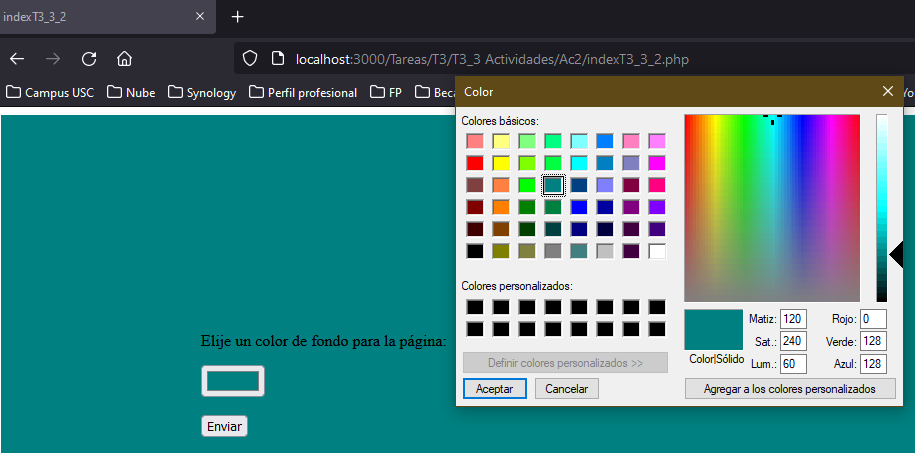 indexT3_3_2
localhost:3000/Tareas/T3/T3_3 Actividades/Ac2/indexT3_3_2.php
Campus USC
Nube
Synology
Perfil profesional
FP
Beca
Yo
Color
Colores básicos:
Colores personalizados:
Definir colores personalizados >>
Aceptar
Cancelar
Color|Sólido
Matiz: 120
Sat.: 240
Lum.: 60
Rojo: 0
Verde: 128
Azul: 128
Agregar a los colores personalizados
Elije un color de fondo para la página:
Enviar